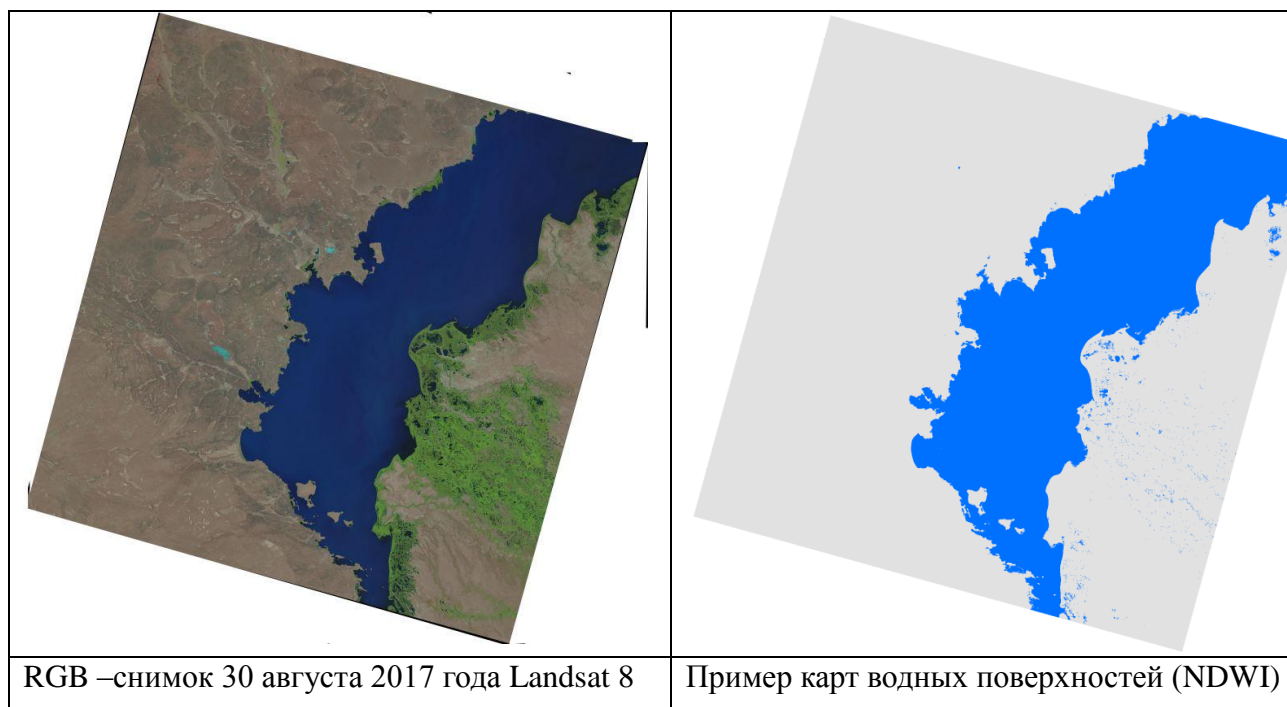 RGB –снимок 30 августа 2017 года Landsat 8
Пример карт водных поверхностей (NDWI)